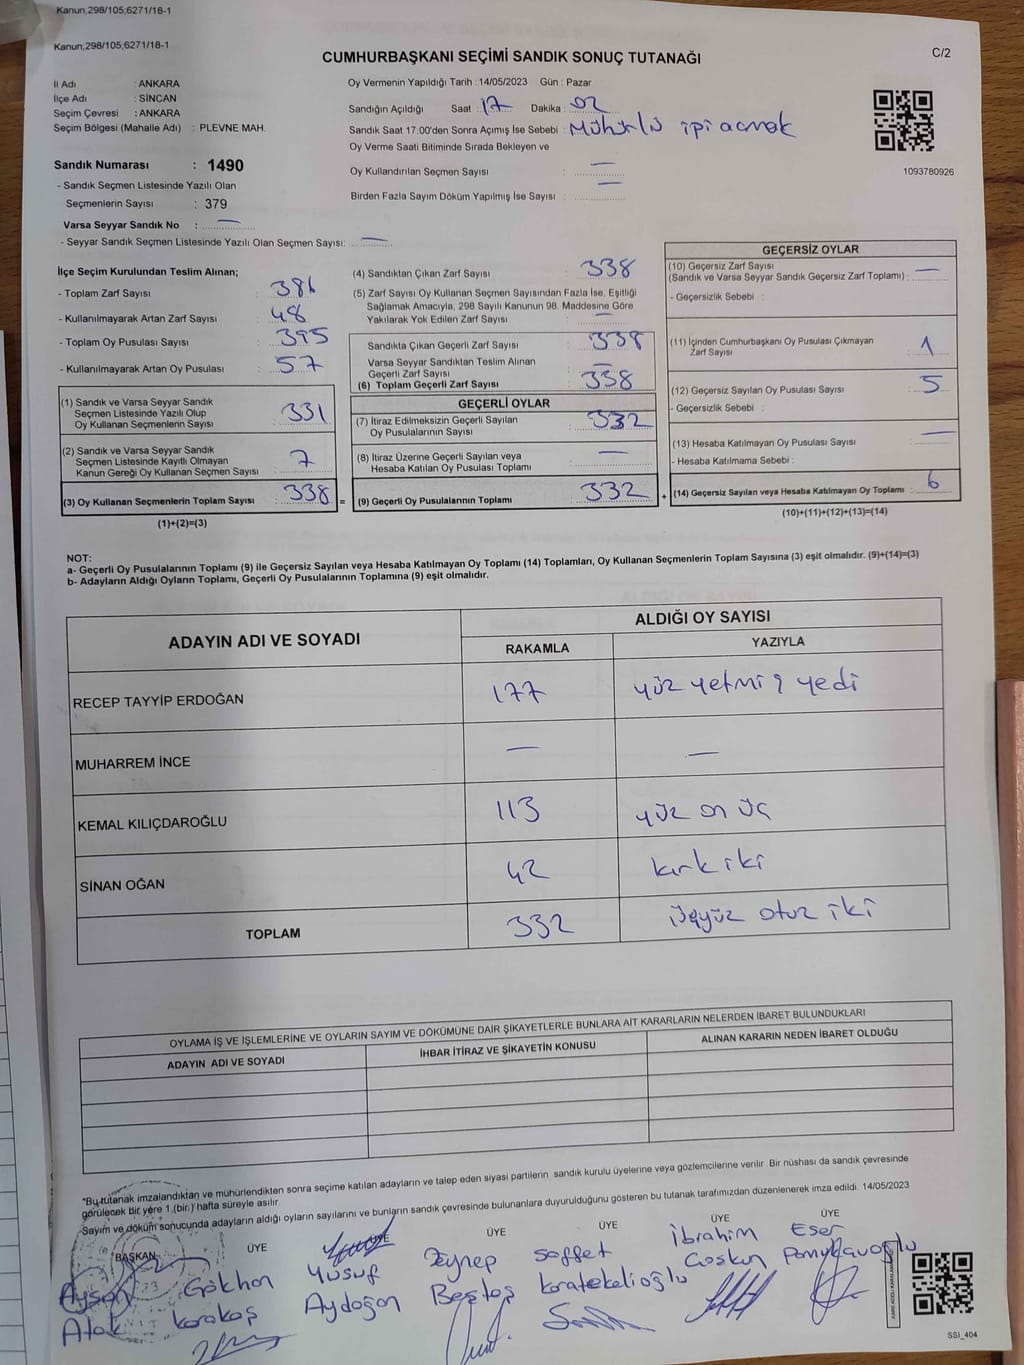 Kanun,298/105;6271/18-1
Kanun,298/105;6271/18-1
C/2
CUMHURBAŞKANI SEÇİMİ SANDIK SONUÇ TUTANAĞI
İl Adı : ANKARA
İlçe Adı : SİNCAN
Seçim Çevresi : ANKARA
Seçim Bölgesi (Mahalle Adı) : PLEVNE MAH.
Oy Vermenin Yapıldığı Tarih : 14/05/2023 Gün : Pazar
Sandığın Açıldığı Saat : 17 Dakika : 02
Sandık Saat 17:00'den Sonra Açımış İse Sebebi : Mühürlü ipi açmak
Oy Verme Saati Bitiminde Sırada Bekleyen ve
Oy Kullandırılan Seçmen Sayısı : —
Birden Fazla Sayım Döküm Yapılmış İse Sayısı : —
1093780926
Sandık Numarası : 1490
- Sandık Seçmen Listesinde Yazılı Olan
Seçmenlerin Sayısı : 379
Varsa Seyyar Sandık No : —
- Seyyar Sandık Seçmen Listesinde Yazılı Olan Seçmen Sayısı: —
İlçe Seçim Kurulundan Teslim Alınan;
- Toplam Zarf Sayısı : 386
- Kullanılmayarak Artan Zarf Sayısı : 48
- Toplam Oy Pusulası Sayısı : 395
- Kullanılmayarak Artan Oy Pusulası : 57
(1) Sandık ve Varsa Seyyar Sandık
Seçmen Listesinde Yazılı Olup
Oy Kullanan Seçmenlerin Sayısı : 331
(2) Sandık ve Varsa Seyyar Sandık
Seçmen Listesinde Kayıtlı Olmayan
Kanun Gereği Oy Kullanan Seçmen Sayısı : 7
(3) Oy Kullanan Seçmenlerin Toplam Sayısı : 338 =
(1)+(2)=(3)
(4) Sandıktan Çıkan Zarf Sayısı : 338
(5) Zarf Sayısı Oy Kullanan Seçmen Sayısından Fazla İse, Eşitliği
Sağlamak Amacıyla, 298 Sayılı Kanunun 98. Maddesine Göre
Yakılarak Yok Edilen Zarf Sayısı : —
Sandıkta Çıkan Geçerli Zarf Sayısı : 338
Varsa Seyyar Sandıktan Teslim Alınan
Geçerli Zarf Sayısı : —
(6) Toplam Geçerli Zarf Sayısı : 338
GEÇERLİ OYLAR
(7) İtiraz Edilmeksizin Geçerli Sayılan
Oy Pusulalarının Sayısı : 332
(8) İtiraz Üzerine Geçerli Sayılan veya
Hesaba Katılan Oy Pusulası Toplamı : —
(9) Geçerli Oy Pusulalarının Toplamı : 332 +
GEÇERSİZ OYLAR
(10) Geçersiz Zarf Sayısı
(Sandık ve Varsa Seyyar Sandık Geçersiz Zarf Toplamı) : —
- Geçersizlik Sebebi :
(11) İçinden Cumhurbaşkanı Oy Pusulası Çıkmayan
Zarf Sayısı : 1
(12) Geçersiz Sayılan Oy Pusulası Sayısı : 5
- Geçersizlik Sebebi :
(13) Hesaba Katılmayan Oy Pusulası Sayısı : —
- Hesaba Katılmama Sebebi :
(14) Geçersiz Sayılan veya Hesaba Katılmayan Oy Toplamı : 6
(10)+(11)+(12)+(13)=(14)
NOT:
a- Geçerli Oy Pusulalarının Toplamı (9) ile Geçersiz Sayılan veya Hesaba Katılmayan Oy Toplamı (14) Toplamları, Oy Kullanan Seçmenlerin Toplam Sayısına (3) eşit olmalıdır. (9)+(14)=(3)
b- Adayların Aldığı Oyların Toplamı, Geçerli Oy Pusulalarının Toplamına (9) eşit olmalıdır.
ADAYIN ADI VE SOYADI
ALDIĞI OY SAYISI
RAKAMLA YAZIYLA
RECEP TAYYİP ERDOĞAN 177 yüz yetmiş yedi
MUHARREM İNCE — —
KEMAL KILIÇDAROĞLU 113 yüz on üç
SİNAN OĞAN 42 kırk iki
TOPLAM 332 üçyüz otuz iki
OYLAMA İŞ VE İŞLEMLERİNE VE OYLARIN SAYIM VE DÖKÜMÜNE DAİR ŞİKAYETLERLE BUNLARA AİT KARARLARIN NELERDEN İBARET BULUNDUKLARI
ADAYIN ADI VE SOYADI İHBAR İTİRAZ VE ŞİKAYETİN KONUSU ALINAN KARARIN NEDEN İBARET OLDUĞU
*Bu tutanak imzalandıktan ve mühürlendikten sonra seçime katılan adayların ve talep eden siyasi partilerin sandık kurulu üyelerine veya gözlemcilerine verilir. Bir nüshası da sandık çevresinde
görülecek bir yere 1 (bir) hafta süreyle asılır.
Sayım ve döküm sonucunda adayların aldığı oyların sayılarını ve bunların sandık çevresinde bulunanlara duyurulduğunu gösteren bu tutanak tarafımızdan düzenlenerek imza edildi. 14/05/2023
BAŞKAN ÜYE ÜYE ÜYE ÜYE ÜYE ÜYE
Aysan Gökhan Yusuf Zeynep Saffet İbrahim Eser
Atak Karakoş Aydoğan Beştaş Karatekelioğlu Coşkun Pamukavoğlu
SSI_404